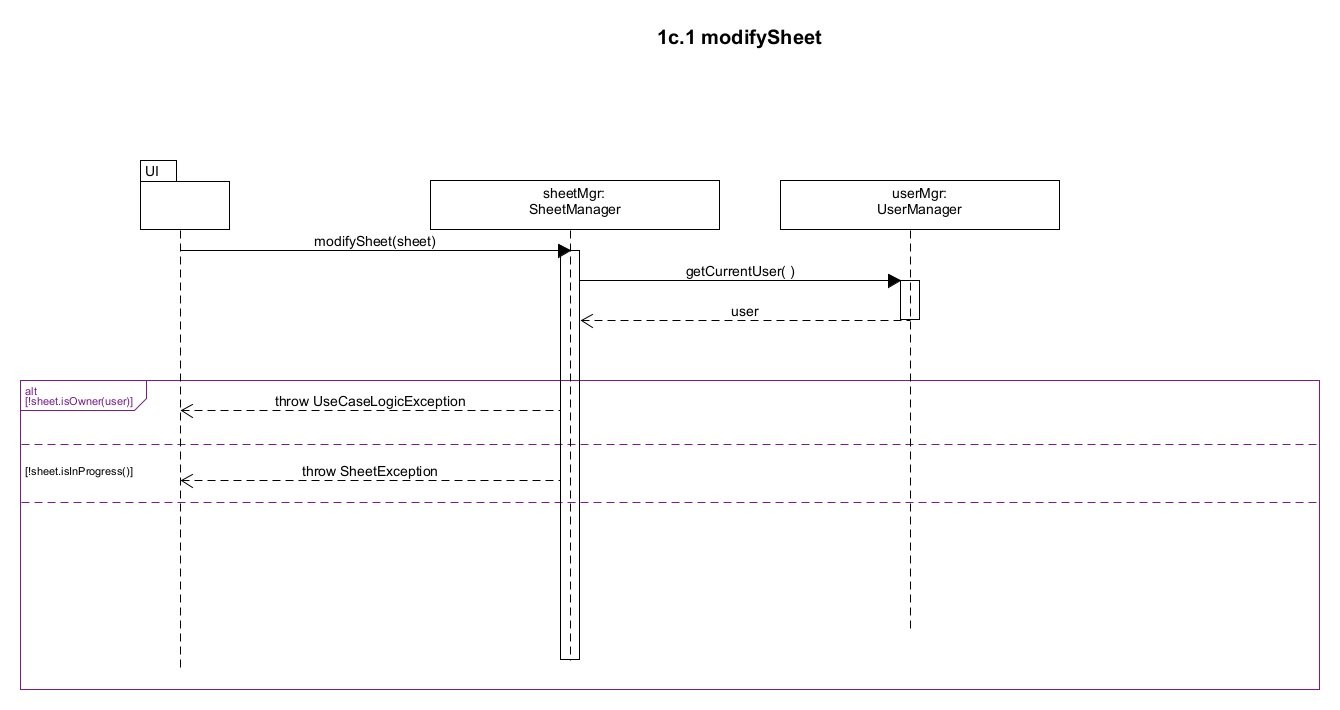 1c.1 modifySheet
UI
sheetMgr:
SheetManager
userMgr:
UserManager
modifySheet(sheet)
getCurrentUser( )
user
alt
[!sheet.isOwner(user)]
throw UseCaseLogicException
[!sheet.isInProgress()]
throw SheetException